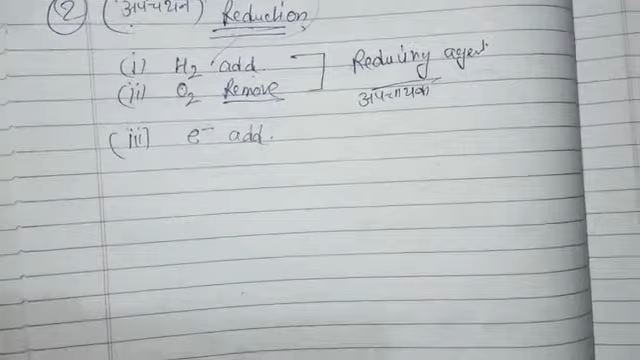 (2) (अपचयन) Reduction
(i) H2 add
(ii) O2 Remove
Reducing agent
अपचायक
(iii) e⁻ add.